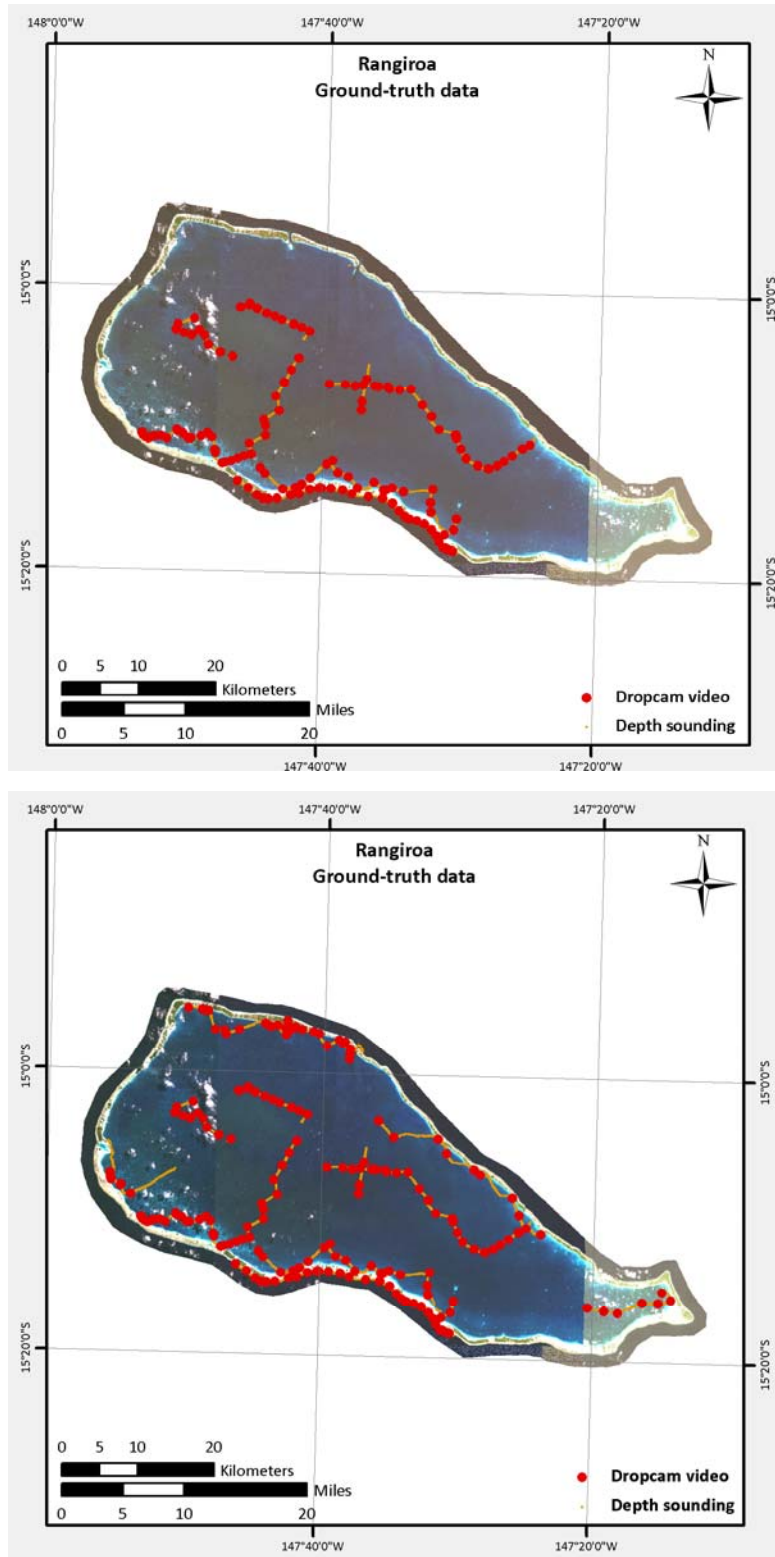 148°0'0"W 147°40'0"W 147°20'0"W
Rangiroa
Ground-truth data
N
15°0'0"S 15°0'0"S
15°20'0"S 15°20'0"S
0 5 10 20
Kilometers
Miles
0 5 10 20
Dropcam video
Depth sounding
147°40'0"W 147°20'0"W
148°0'0"W 147°40'0"W 147°20'0"W
Rangiroa
Ground-truth data
N
15°0'0"S 15°0'0"S
15°20'0"S 15°20'0"S
0 5 10 20
Kilometers
Miles
0 5 10 20
Dropcam video
Depth sounding
147°40'0"W 147°20'0"W